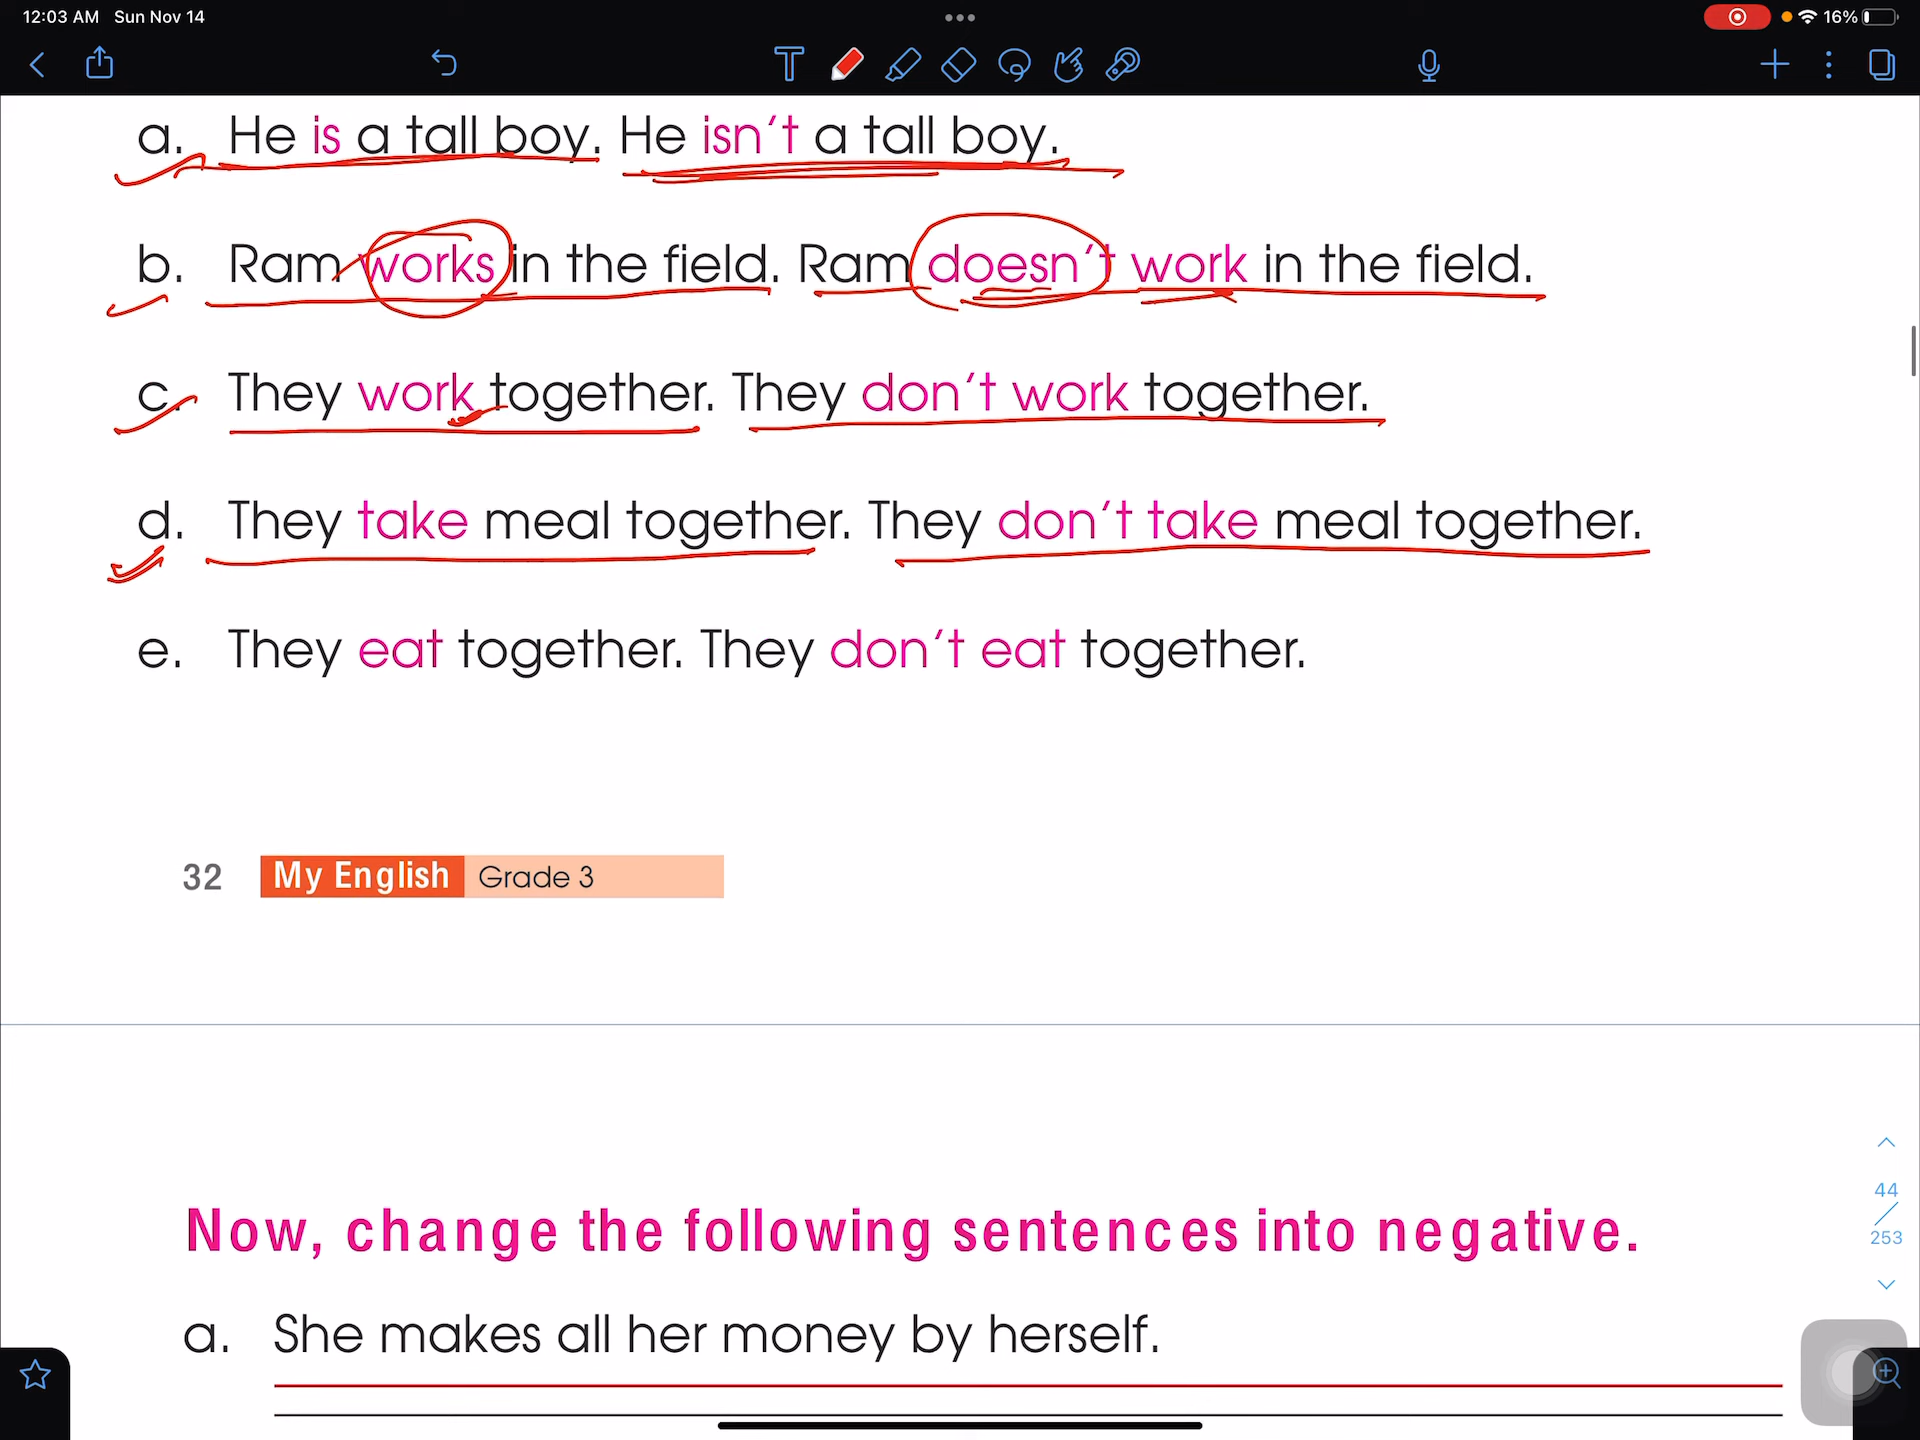 12:03 AM Sun Nov 14
16%
a. He is a tall boy. He isn't a tall boy.
b. Ram works in the field. Ram doesn't work in the field.
c. They work together. They don't work together.
d. They take meal together. They don't take meal together.
e. They eat together. They don't eat together.
32 My English Grade 3
44
253
Now, change the following sentences into negative.
a. She makes all her money by herself.